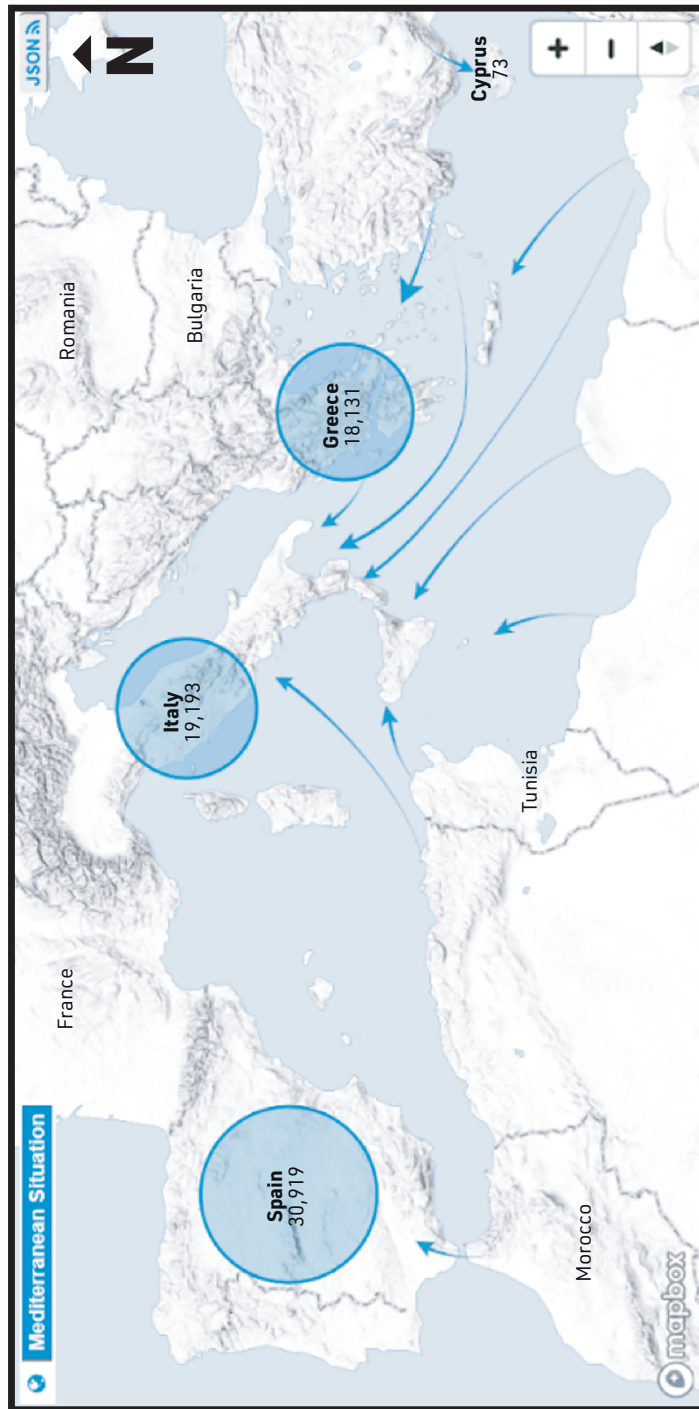 Mediterranean Situation
JSON
N
France
Romania
Bulgaria
Italy
19,193
Spain
30,919
Greece
18,131
Cyprus
73
Tunisia
Morocco
mapbox
+
−